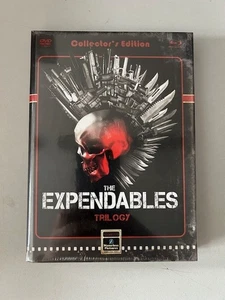 Collector's Edition
THE
EXPENDABLES
TRILOGY